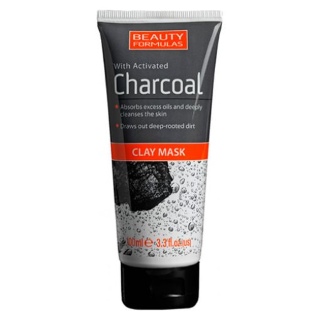 BEAUTY
FORMULAS
With Activated
Charcoal
Absorbs excess oils and deeply
cleanses the skin
Draws out deep-rooted dirt
CLAY MASK
100ml ℮ 3.3 fl.oz(US)